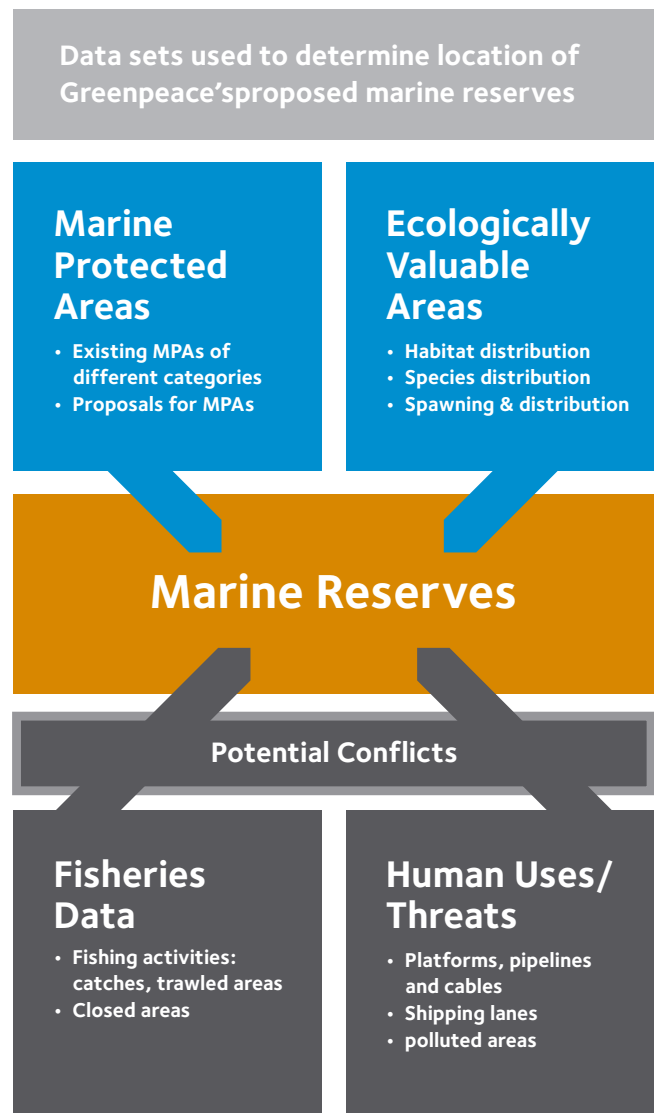 Data sets used to determine location of
Greenpeace'sproposed marine reserves
Marine
Protected
Areas
• Existing MPAs of
different categories
• Proposals for MPAs
Ecologically
Valuable
Areas
• Habitat distribution
• Species distribution
• Spawning & distribution
Marine Reserves
Potential Conflicts
Fisheries
Data
• Fishing activities:
catches, trawled areas
• Closed areas
Human Uses/
Threats
• Platforms, pipelines
and cables
• Shipping lanes
• polluted areas